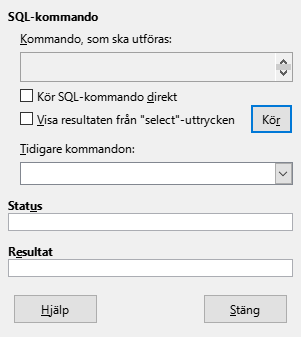 SQL-kommando
Kommando, som ska utföras:
Kör SQL-kommando direkt
Visa resultaten från "select"-uttrycken
Kör
Tidigare kommandon:
Status
Resultat
Hjälp
Stäng